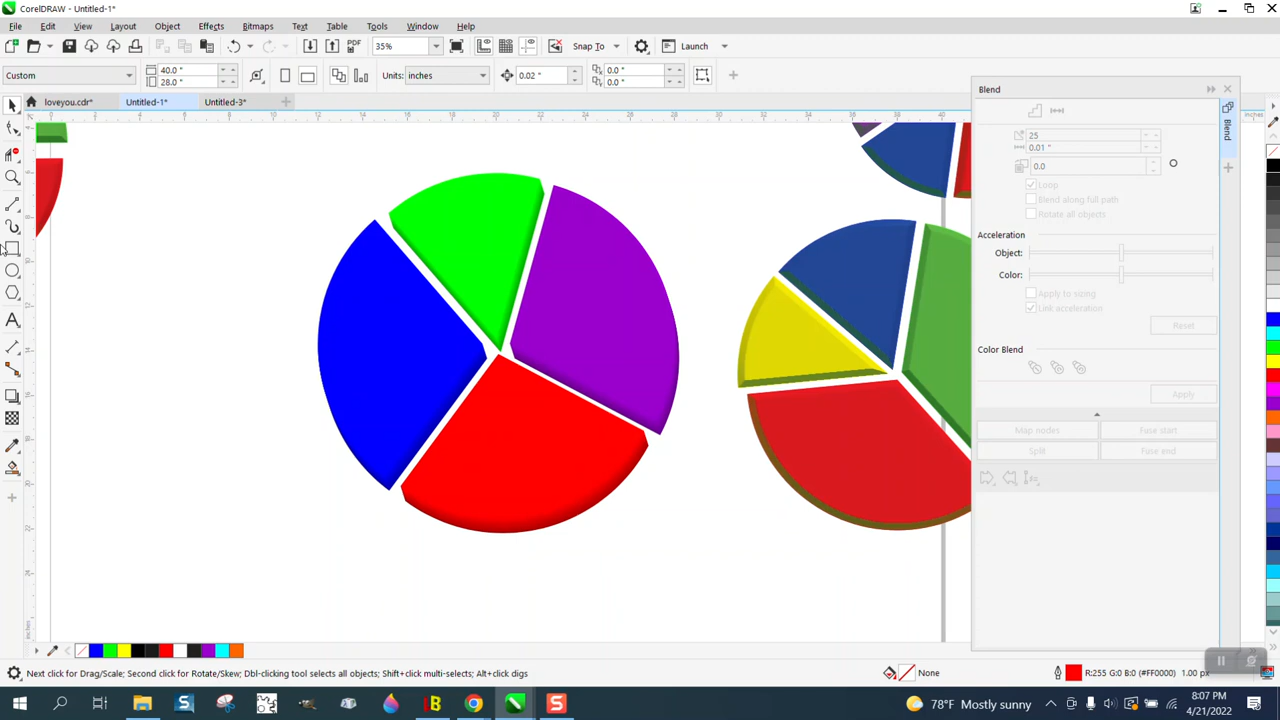 CorelDRAW - Untitled-1*
File Edit View Layout Object Effects Bitmaps Text Table Tools Window Help
PDF 35% Snap To Launch
Custom 40.0 " 28.0 " Units: inches 0.02 " 0.0 " 0.0 "
loveyou.cdr* Untitled-1* Untitled-3*
inches
Blend
Blend
25
0.01 "
0.0
Loop
Blend along full path
Rotate all objects
Acceleration
Object:
Color:
Apply to sizing
Link acceleration
Reset
Color Blend
Apply
Map nodes Fuse start
Split Fuse end
inches
Next click for Drag/Scale; Second click for Rotate/Skew; Dbl-clicking tool selects all objects; Shift+click multi-selects; Alt+click digs None R:255 G:0 B:0 (#FF0000) 1.00 px
78°F Mostly sunny 8:07 PM
4/21/2022